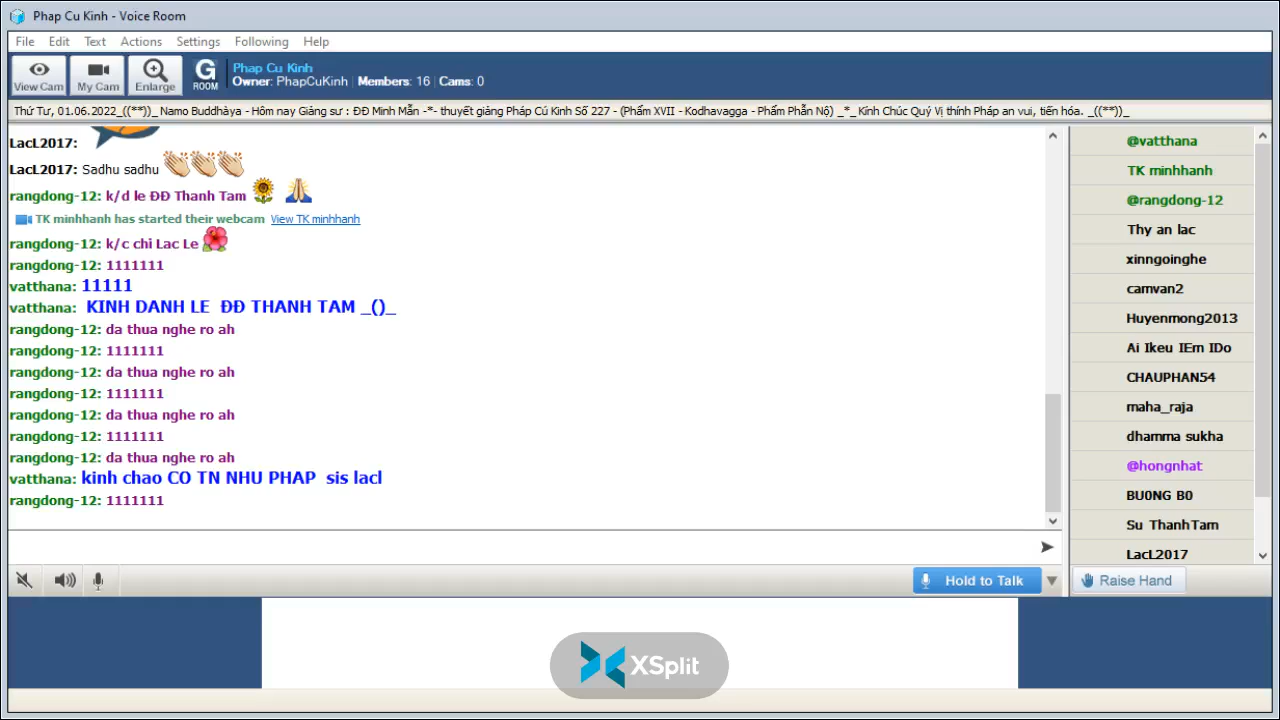 Phap Cu Kinh - Voice Room
File Edit Text Actions Settings Following Help
View Cam My Cam Enlarge G ROOM
Phap Cu Kinh
Owner: PhapCuKinh | Members: 16 | Cams: 0
Thứ Tư, 01.06.2022_((**))_ Namo Buddhàya - Hôm nay Giảng sư : ĐĐ Minh Mẫn -*- thuyết giảng Pháp Cú Kinh Số 227 - (Phẩm XVII - Kodhavagga - Phẩm Phẫn Nộ) _*_ Kính Chúc Quý Vị thính Pháp an vui, tiến hóa. _((**))_
LacL2017:
LacL2017: Sadhu sadhu
rangdong-12: k/d le ĐĐ Thanh Tam
TK minhhanh has started their webcam View TK minhhanh
rangdong-12: k/c chi Lac Le
rangdong-12: 1111111
vatthana: 11111
vatthana: KINH DANH LE ĐĐ THANH TAM _()_
rangdong-12: da thua nghe ro ah
rangdong-12: 1111111
rangdong-12: da thua nghe ro ah
rangdong-12: 1111111
rangdong-12: da thua nghe ro ah
rangdong-12: 1111111
rangdong-12: da thua nghe ro ah
vatthana: kinh chao CO TN NHU PHAP sis lacl
rangdong-12: 1111111
@vatthana
TK minhhanh
@rangdong-12
Thy an lac
xinngoinghe
camvan2
Huyenmong2013
Ai Ikeu IEm IDo
CHAUPHAN54
maha_raja
dhamma sukha
@hongnhat
BU0NG B0
Su ThanhTam
LacL2017
Hold to Talk
Raise Hand
XSplit